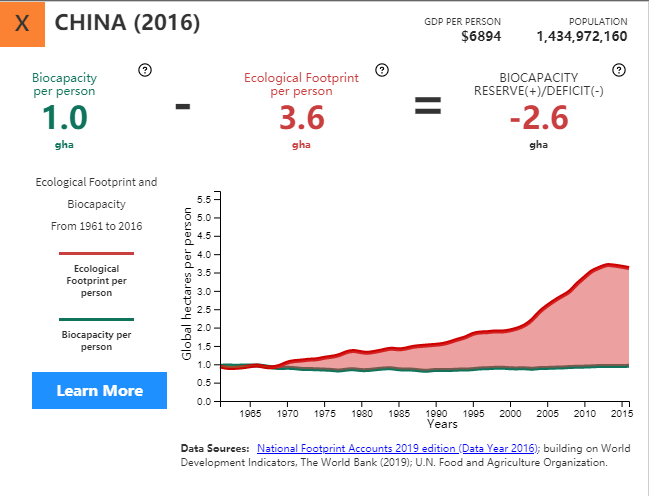 X
CHINA (2016)
GDP PER PERSON
$6894
POPULATION
1,434,972,160
Biocapacity
per person
?
1.0
gha
-
Ecological Footprint
per person
?
3.6
gha
=
BIOCAPACITY
RESERVE(+)/DEFICIT(-)
?
-2.6
gha
Ecological Footprint and
Biocapacity
From 1961 to 2016
Ecological
Footprint per
person
Biocapacity per
person
Learn More
Global hectares per person
5.5
5.0
4.5
4.0
3.5
3.0
2.5
2.0
1.5
1.0
0.5
0.0
1965 1970 1975 1980 1985 1990 1995 2000 2005 2010 2015
Years
Data Sources: National Footprint Accounts 2019 edition (Data Year 2016); building on World
Development Indicators, The World Bank (2019); U.N. Food and Agriculture Organization.